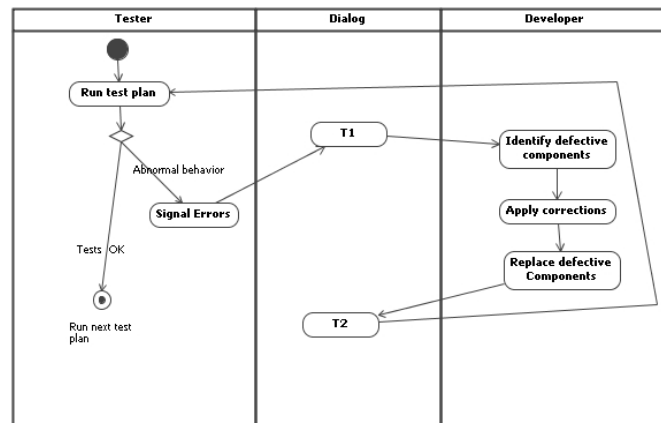 Tester
Dialog
Developer
Run test plan
T1
Identify defective
components
Abnormal behavior
Signal Errors
Apply corrections
Tests OK
Replace defective
Components
Run next test
plan
T2